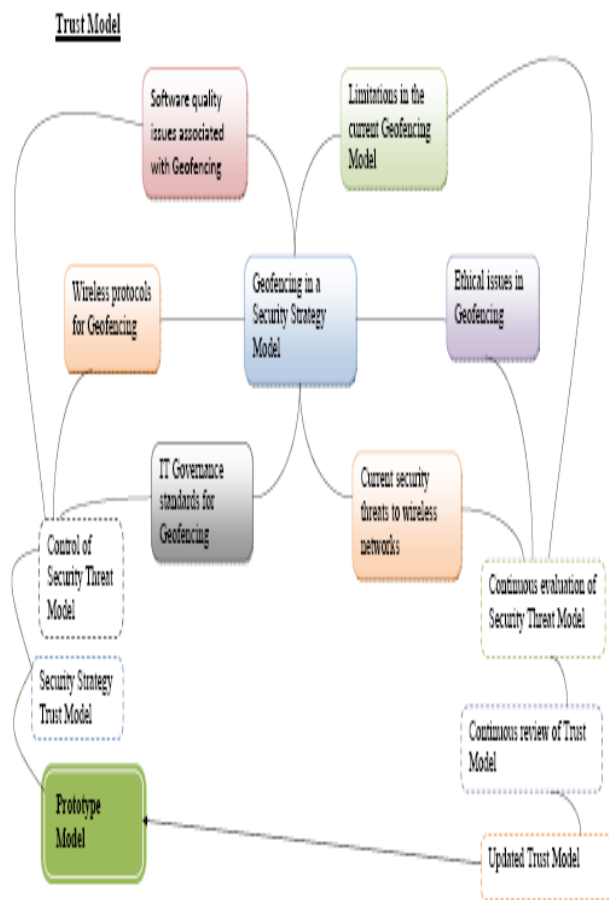 Trust Model
Software quality
issues associated
with Geofencing
Limitations in the
current Geofencing
Model
Wireless protocols
for Geofencing
Geofencing in a
Security Strategy
Model
Ethical issues in
Geofencing
IT Governance
standards for
Geofencing
Current security
threats to wireless
networks
Control of
Security Threat
Model
Continuous evaluation of
Security Threat Model
Security Strategy
Trust Model
Continuous review of Trust
Model
Prototype
Model
Updated Trust Model